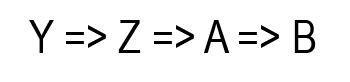 Y => Z => A => B